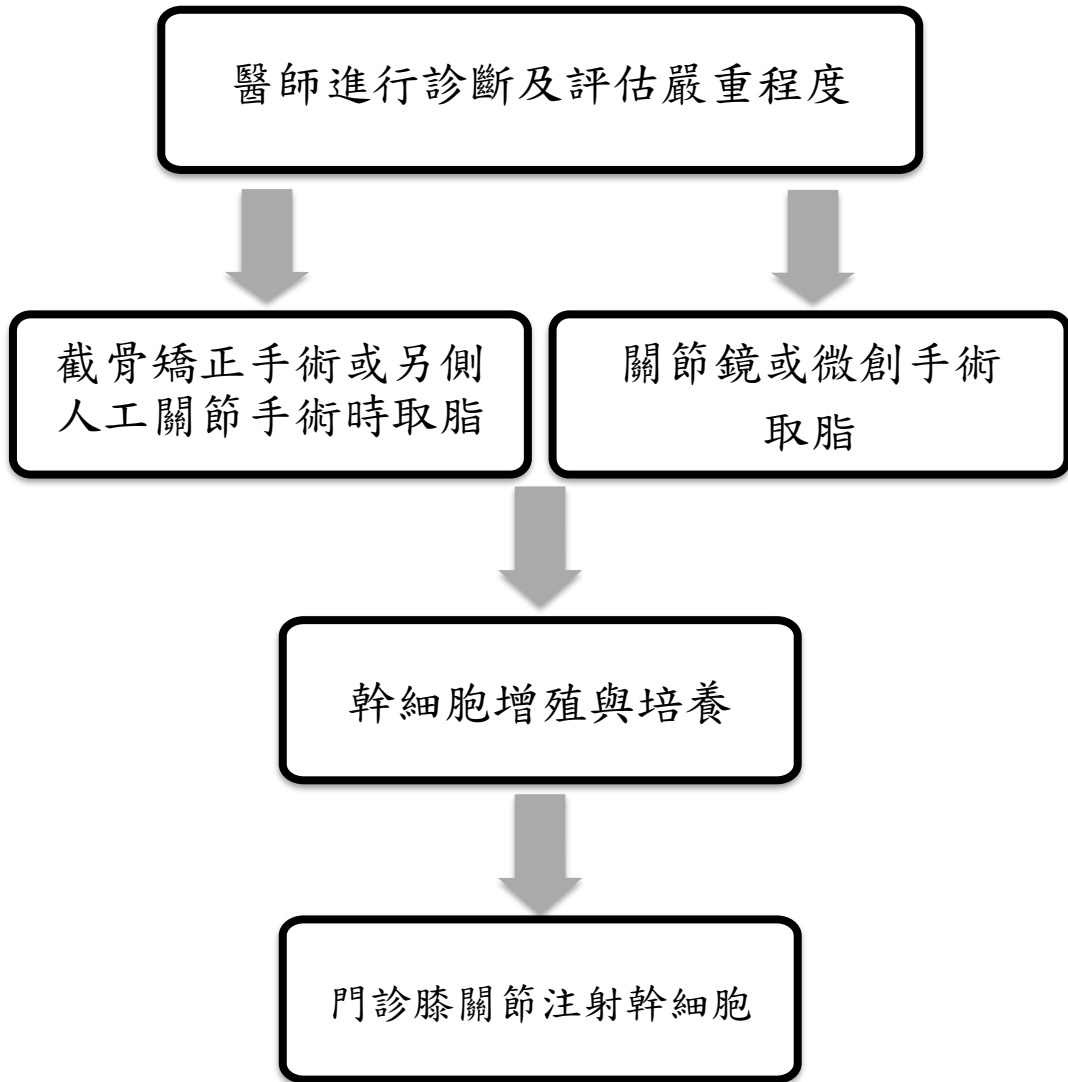 醫師進行診斷及評估嚴重程度
截骨矯正手術或另側
人工關節手術時取脂
關節鏡或微創手術
取脂
幹細胞增殖與培養
門診膝關節注射幹細胞